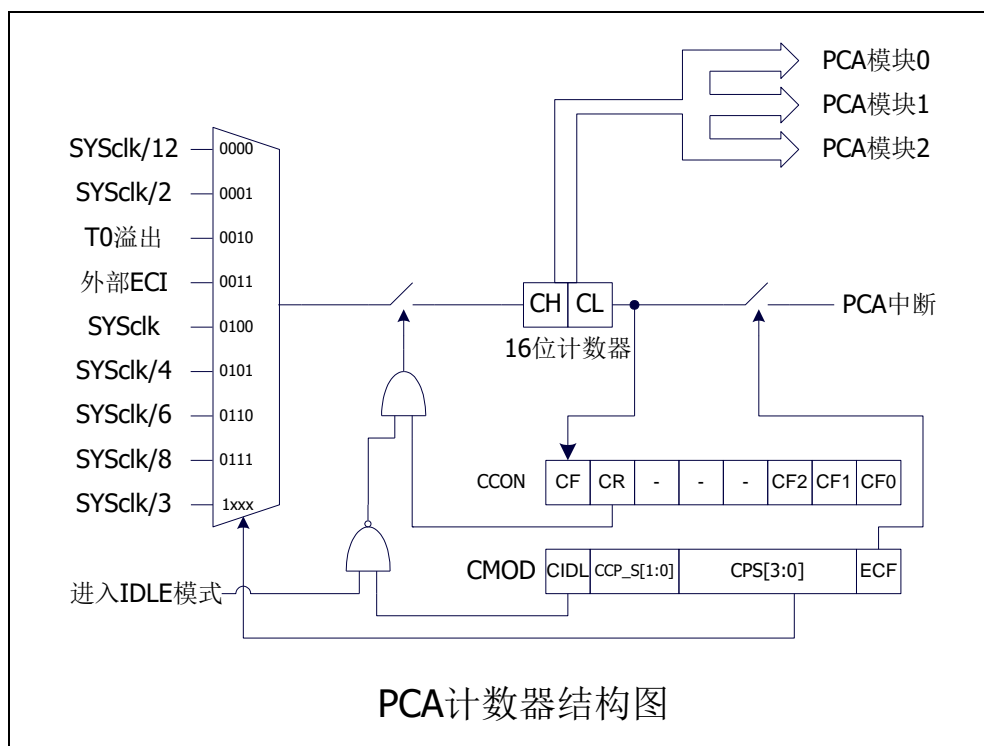 PCA模块0
PCA模块1
PCA模块2
SYSclk/12 0000
SYSclk/2 0001
T0溢出 0010
外部ECI 0011
SYSclk 0100
SYSclk/4 0101
SYSclk/6 0110
SYSclk/8 0111
SYSclk/3 1xxx
CH CL
PCA中断
16位计数器
CCON CF CR - - - CF2 CF1 CF0
CMOD CIDL CCP_S[1:0] CPS[3:0] ECF
进入IDLE模式
PCA计数器结构图